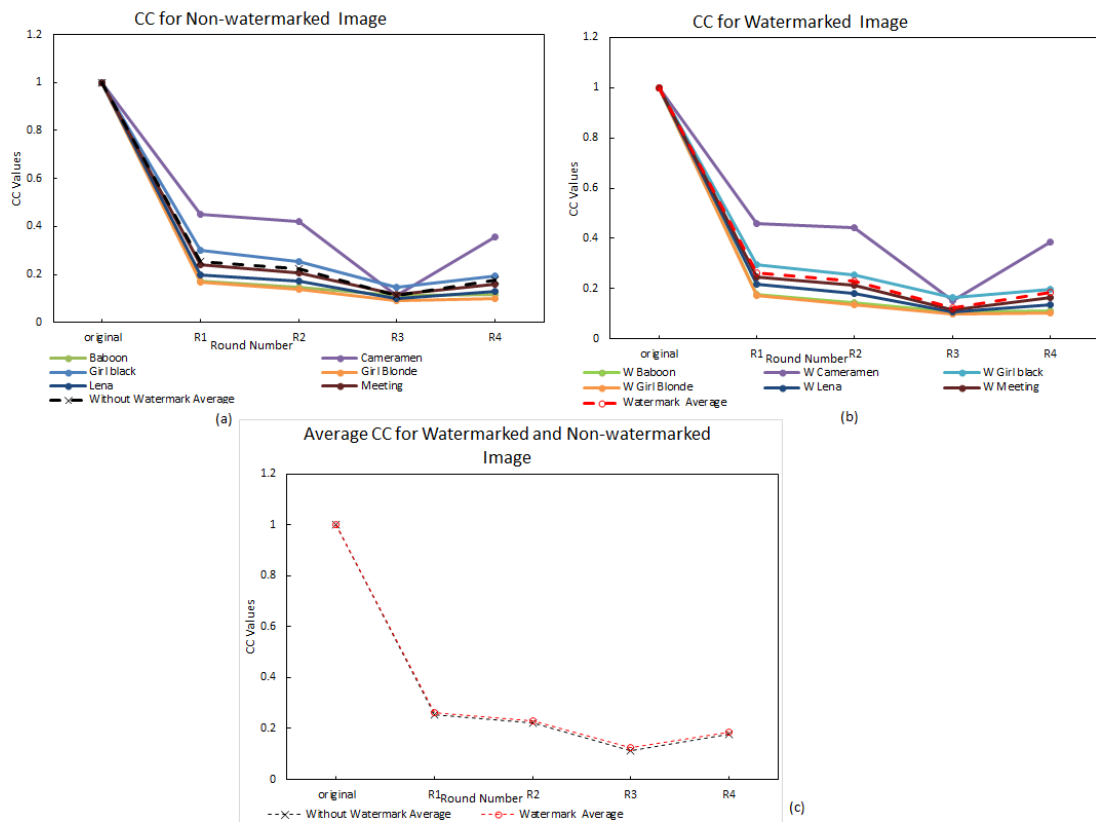 CC for Non-watermarked Image
1.2
1
0.8
0.6
0.4
0.2
0
CC Values
original
R1
R2
R3
R4
Round Number
Baboon
Cameramen
Girl black
Girl Blonde
Lena
Meeting
Without Watermark Average
(a)
CC for Watermarked Image
1.2
1
0.8
0.6
0.4
0.2
0
CC Values
original
R1
R2
R3
R4
Round Number
W Baboon
W Cameramen
W Girl black
W Girl Blonde
W Lena
W Meeting
Watermark Average
(b)
Average CC for Watermarked and Non-watermarked
Image
1.2
1
0.8
0.6
0.4
0.2
0
CC Values
original
R1
R2
R3
R4
Round Number
Without Watermark Average
Watermark Average
(c)